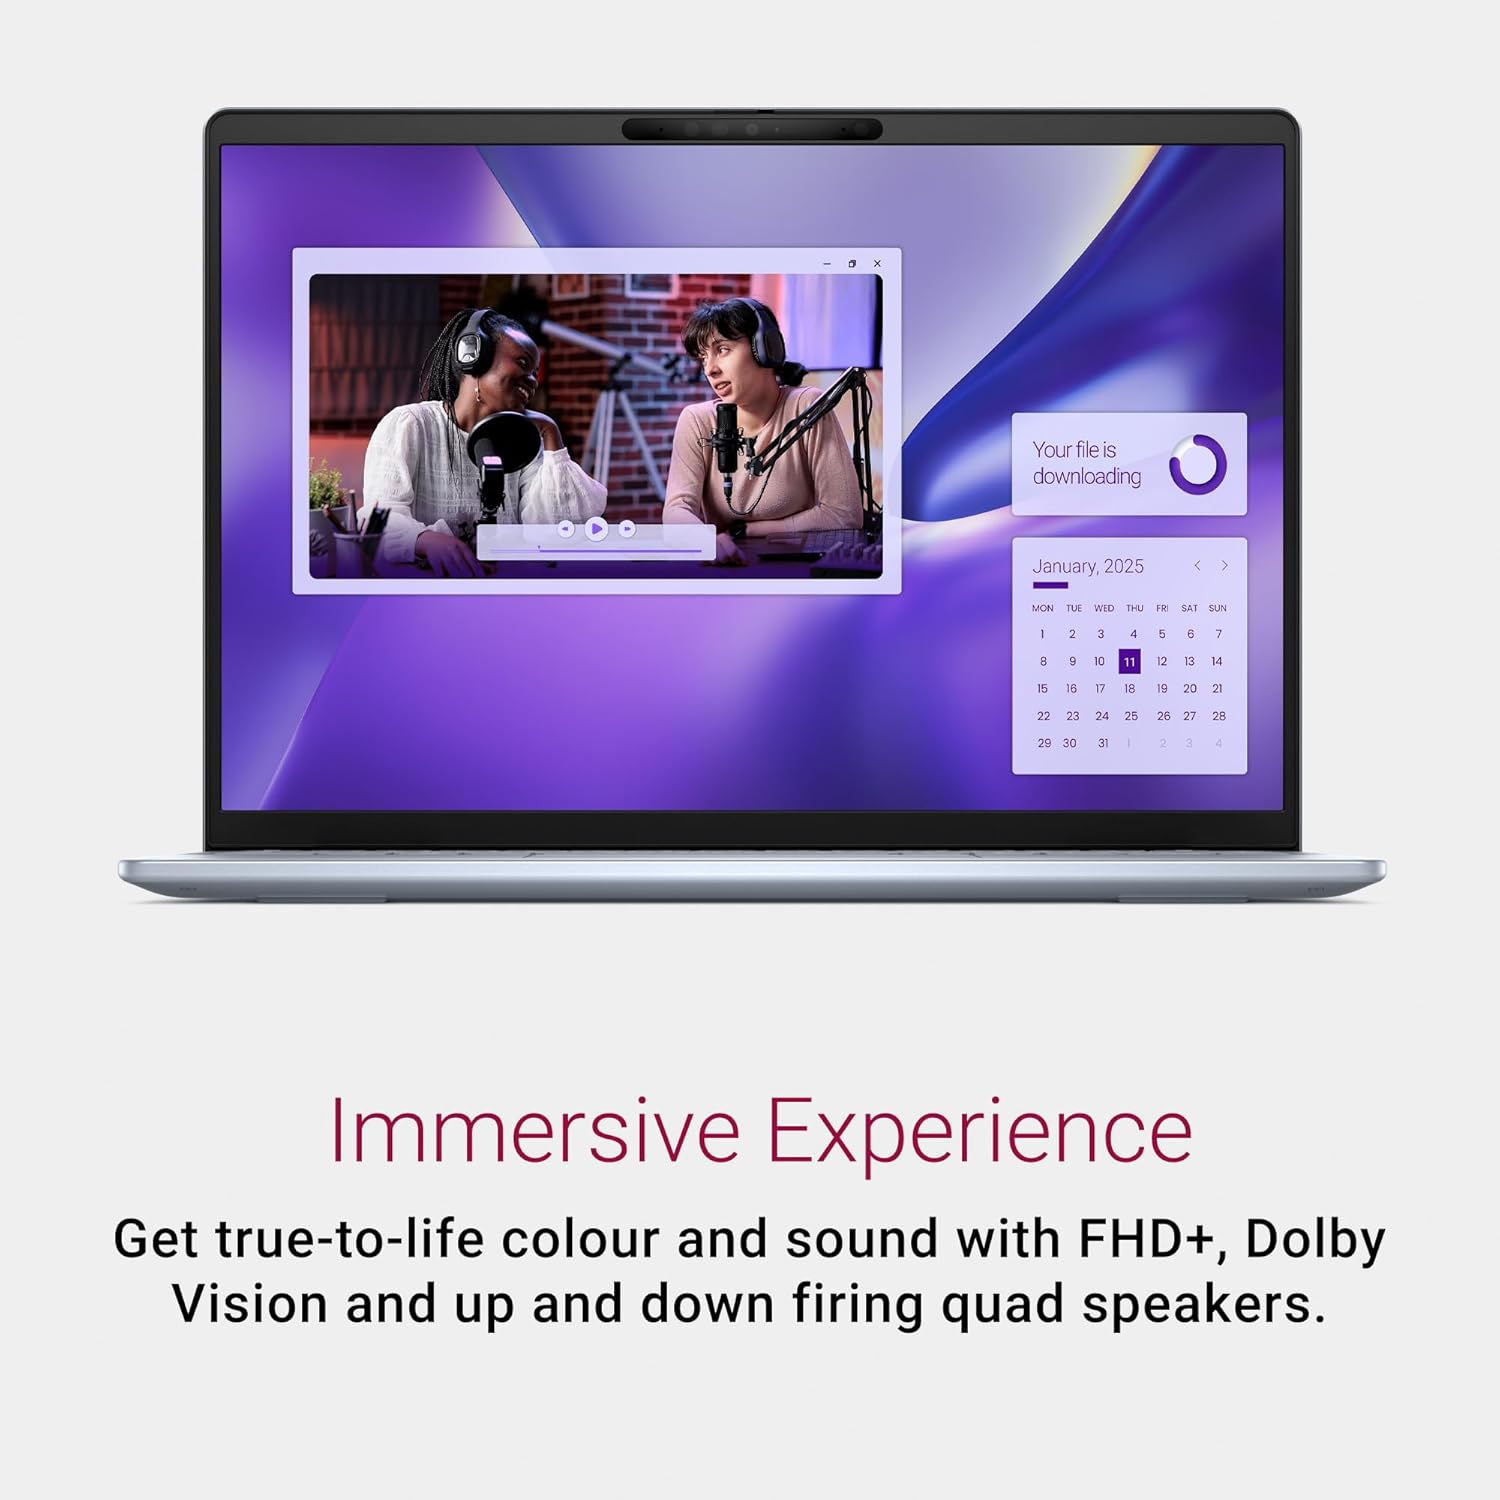 Your file is
downloading
January, 2025
MON TUE WED THU FRI SAT SUN
1 2 3 4 5 6 7
8 9 10 11 12 13 14
15 16 17 18 19 20 21
22 23 24 25 26 27 28
29 30 31 1 2 3 4
Immersive Experience
Get true-to-life colour and sound with FHD+, Dolby
Vision and up and down firing quad speakers.